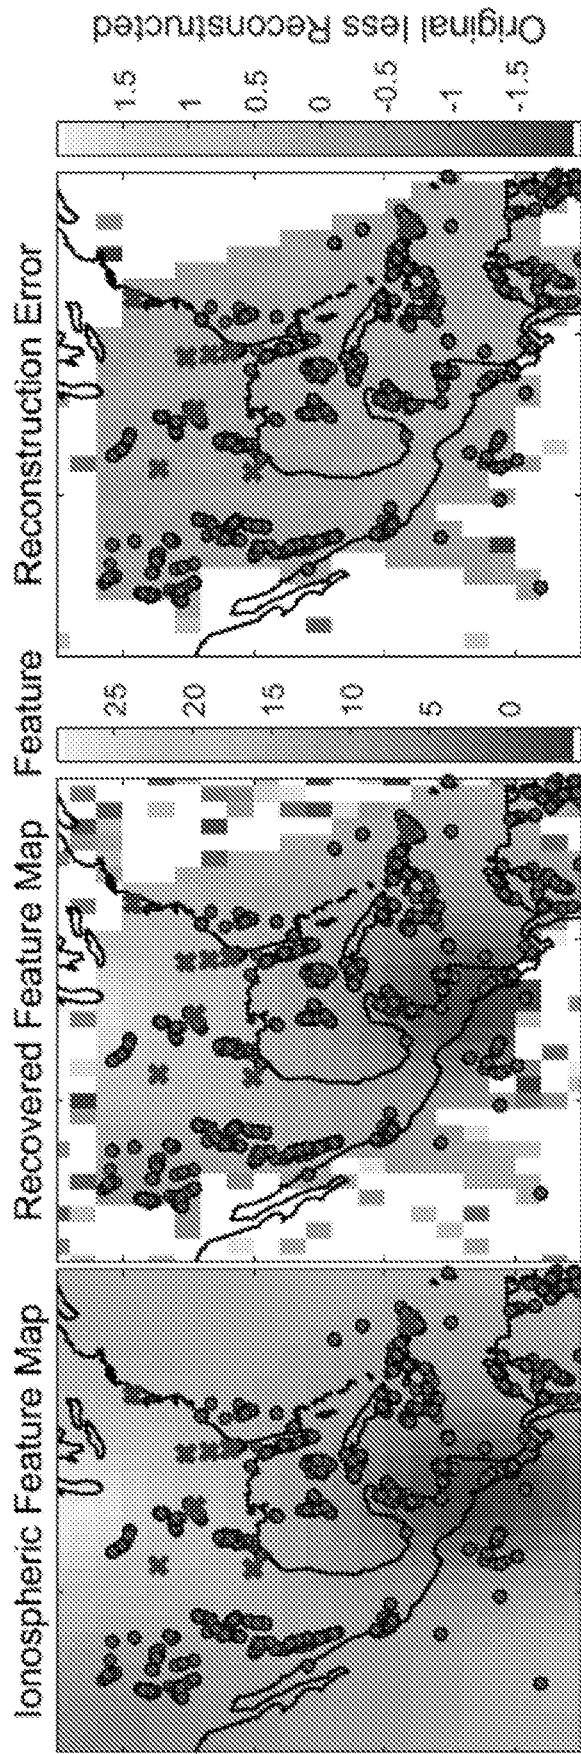 Ionospheric Feature Map
Recovered Feature Map
Feature
25
20
15
10
5
0
Reconstruction Error
1.5
1
0.5
0
-0.5
-1
-1.5
Original less Reconstructed